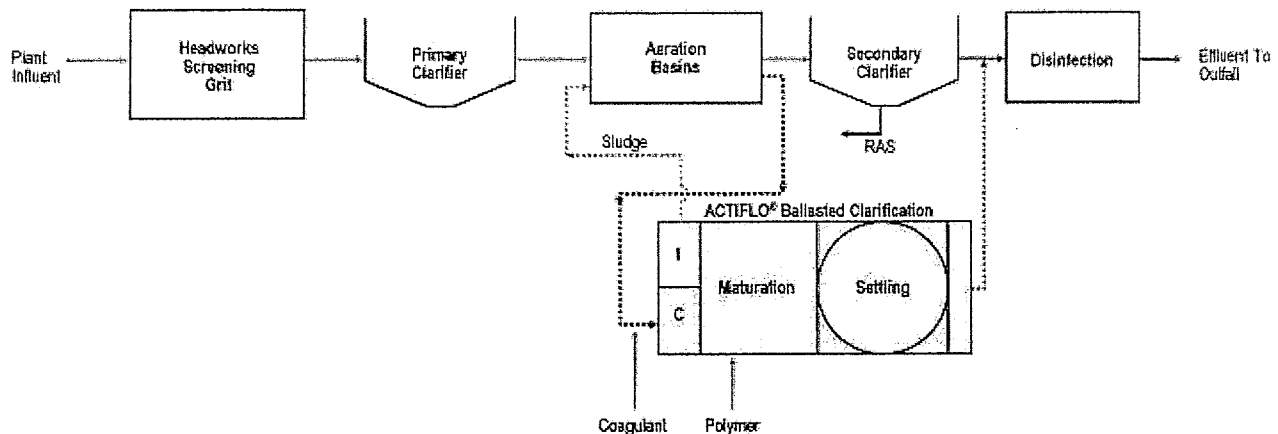 Plant
Influent
Headworks
Screening
Grit
Primary
Clarifier
Aeration
Basins
Secondary
Clarifier
Disinfection
Effluent To
Outfall
Sludge
RAS
ACTIFLO® Ballasted Clarification
I
C
Maturation
Settling
Coagulant
Polymer